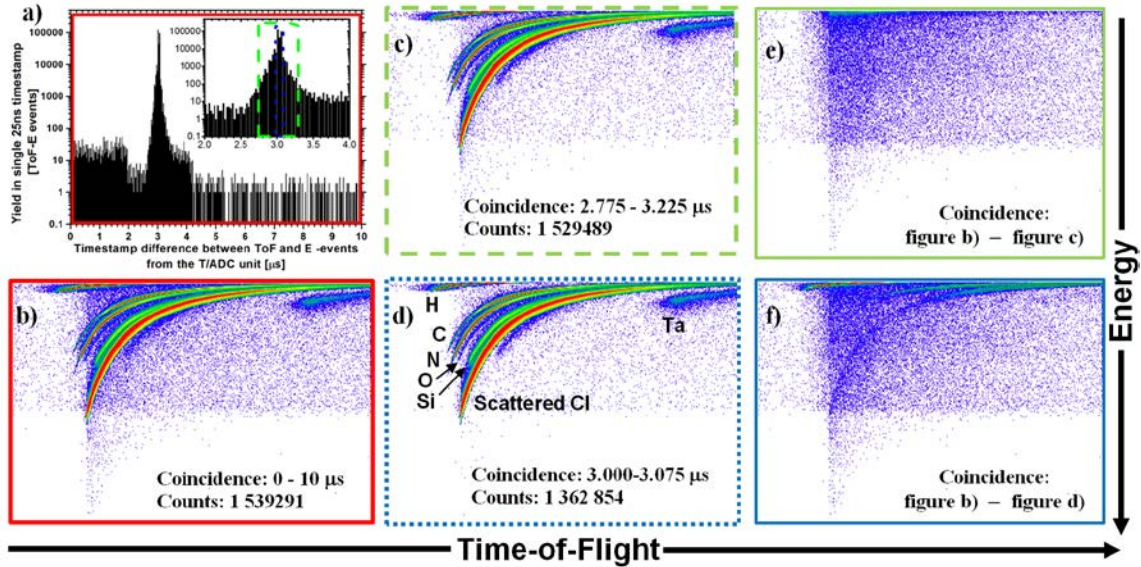 a)
100000
10000
1000
100
10
1
0.1
Yield in single 25ns timestamp
[ToF-E events]
0 1 2 3 4 5 6 7 8 9 10
Timestamp difference between ToF and E -events
from the T/ADC unit [µs]
100000
10000
1000
100
10
1
0.1
2.0 2.5 3.0 3.5 4.0
c)
Coincidence: 2.775 - 3.225 µs
Counts: 1 529489
e)
Coincidence:
figure b) – figure c)
b)
Coincidence: 0 - 10 µs
Counts: 1 539291
d)
H
C
N
O
Si
Scattered Cl
Ta
Coincidence: 3.000-3.075 µs
Counts: 1 362 854
f)
Coincidence:
figure b) – figure d)
Energy
Time-of-Flight